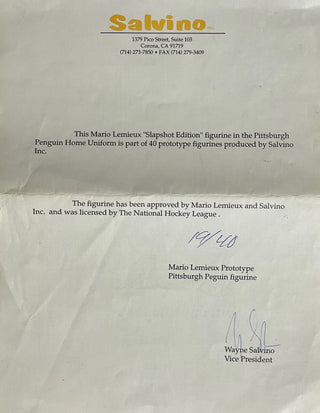 Salvino
1379 Pico Street, Suite 103
Corona, CA 91719
(714) 273-7850 • FAX (714) 279-3409
This Mario Lemieux "Slapshot Edition" figurine in the Pittsburgh
Penguin Home Uniform is part of 40 prototype figurines produced by Salvino
Inc.
The figurine has been approved by Mario Lemieux and Salvino
Inc. and was licensed by The National Hockey League .
19/40
Mario Lemieux Prototype
Pittsburgh Peguin figurine
Wayne Salvino
Vice President